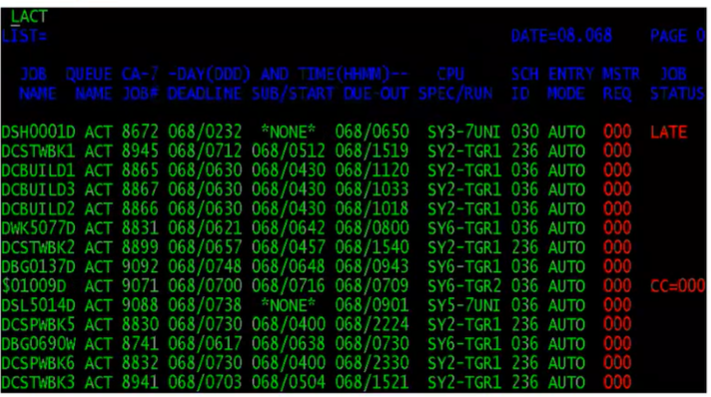 LACT
LIST= DATE=08.068 PAGE 0
JOB QUEUE CA-7 -DAY(DDD) AND TIME(HHMM)-- CPU SCH ENTRY MSTR JOB
NAME NAME JOB# DEADLINE SUB/START DUE-OUT SPEC/RUN ID MODE REQ STATUS
DSH0001D ACT 8672 068/0232 *NONE* 068/0650 SY3-7UNI 030 AUTO 000 LATE
DCSTWBK1 ACT 8945 068/0712 068/0512 068/1519 SY2-TGR1 236 AUTO 000
DCBUILD1 ACT 8865 068/0630 068/0430 068/1120 SY2-TGR1 036 AUTO 000
DCBUILD3 ACT 8867 068/0630 068/0430 068/1033 SY2-TGR1 036 AUTO 000
DCBUILD2 ACT 8866 068/0630 068/0430 068/1018 SY2-TGR1 036 AUTO 000
DWK5077D ACT 8831 068/0621 068/0642 068/0800 SY6-TGR1 036 AUTO 000
DCSTWBK2 ACT 8899 068/0657 068/0457 068/1540 SY2-TGR1 236 AUTO 000
DBG0137D ACT 9092 068/0748 068/0648 068/0943 SY6-TGR1 036 AUTO 000
$01009D ACT 9071 068/0700 068/0716 068/0709 SY6-TGR2 036 AUTO 000 CC=000
DSL5014D ACT 9088 068/0738 *NONE* 068/0901 SY5-7UNI 036 AUTO 000
DCSPWBK5 ACT 8830 068/0730 068/0400 068/2224 SY2-TGR1 236 AUTO 000
DBG0690W ACT 8741 068/0617 068/0638 068/0730 SY6-TGR1 036 AUTO 000
DCSPWBK6 ACT 8832 068/0730 068/0400 068/2330 SY2-TGR1 236 AUTO 000
DCSTWBK3 ACT 8941 068/0703 068/0504 068/1521 SY2-TGR1 236 AUTO 000